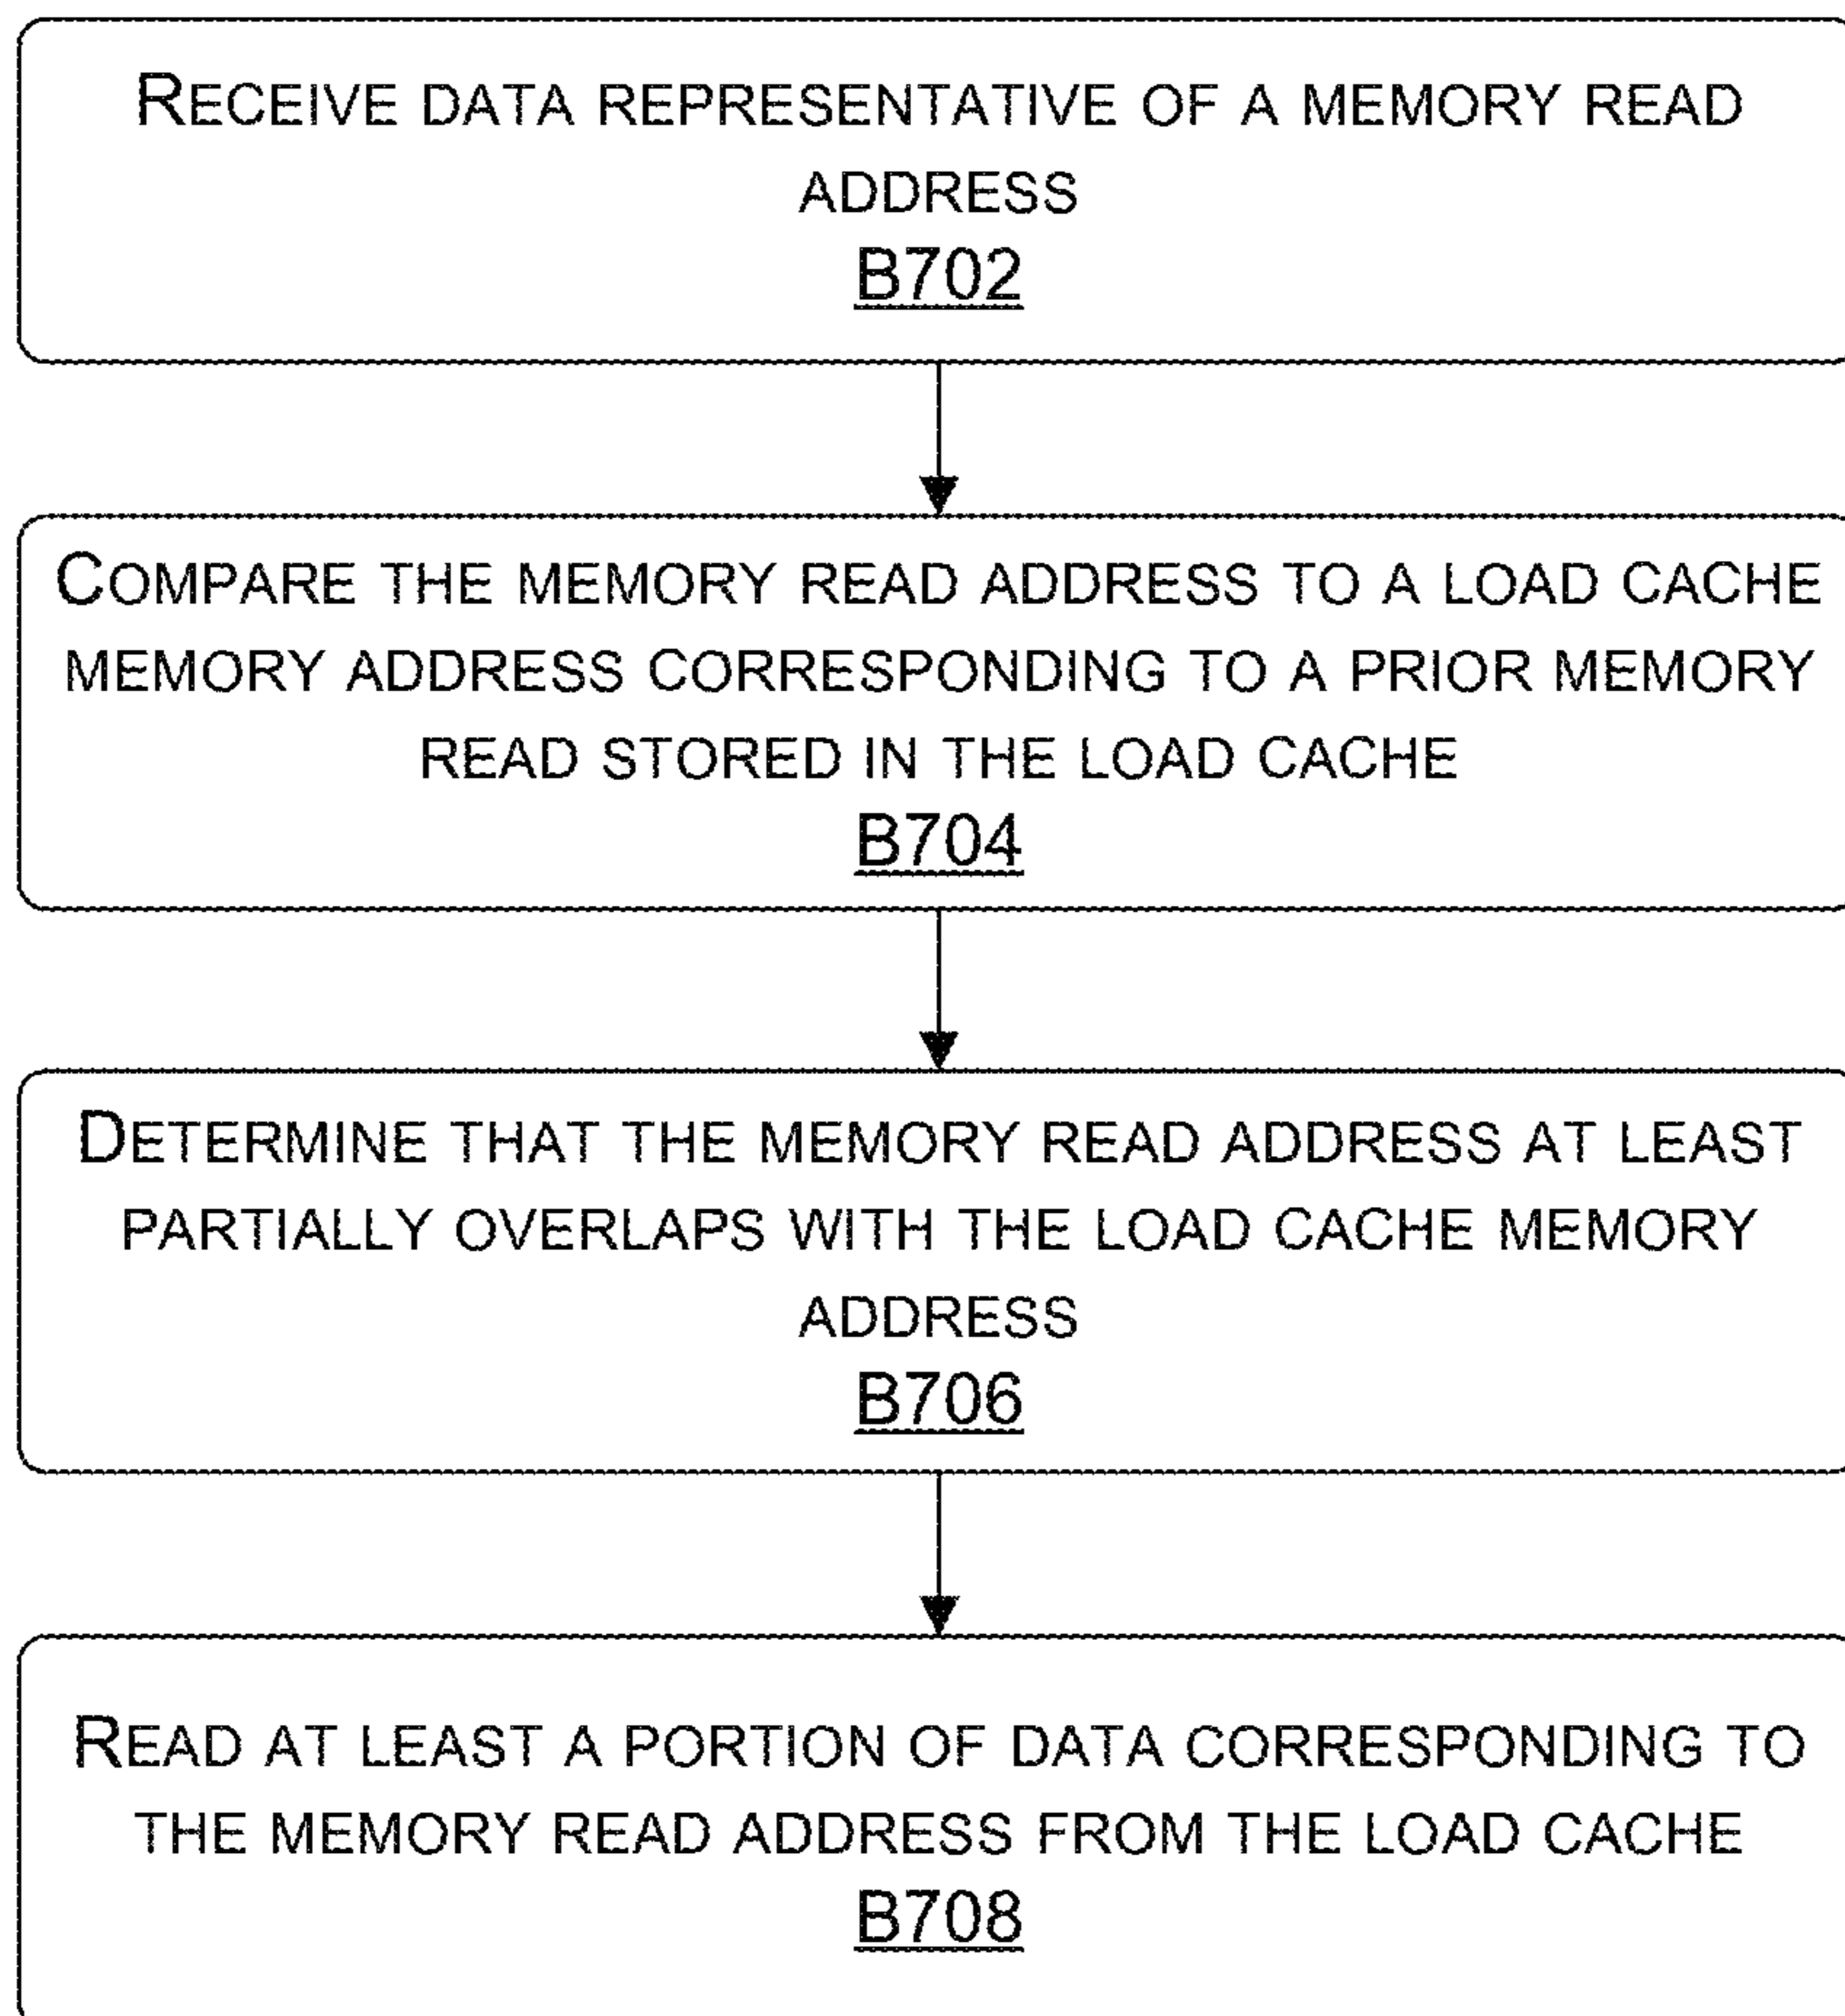 RECEIVE DATA REPRESENTATIVE OF A MEMORY READ
ADDRESS
B702
COMPARE THE MEMORY READ ADDRESS TO A LOAD CACHE
MEMORY ADDRESS CORRESPONDING TO A PRIOR MEMORY
READ STORED IN THE LOAD CACHE
B704
DETERMINE THAT THE MEMORY READ ADDRESS AT LEAST
PARTIALLY OVERLAPS WITH THE LOAD CACHE MEMORY
ADDRESS
B706
READ AT LEAST A PORTION OF DATA CORRESPONDING TO
THE MEMORY READ ADDRESS FROM THE LOAD CACHE
B708